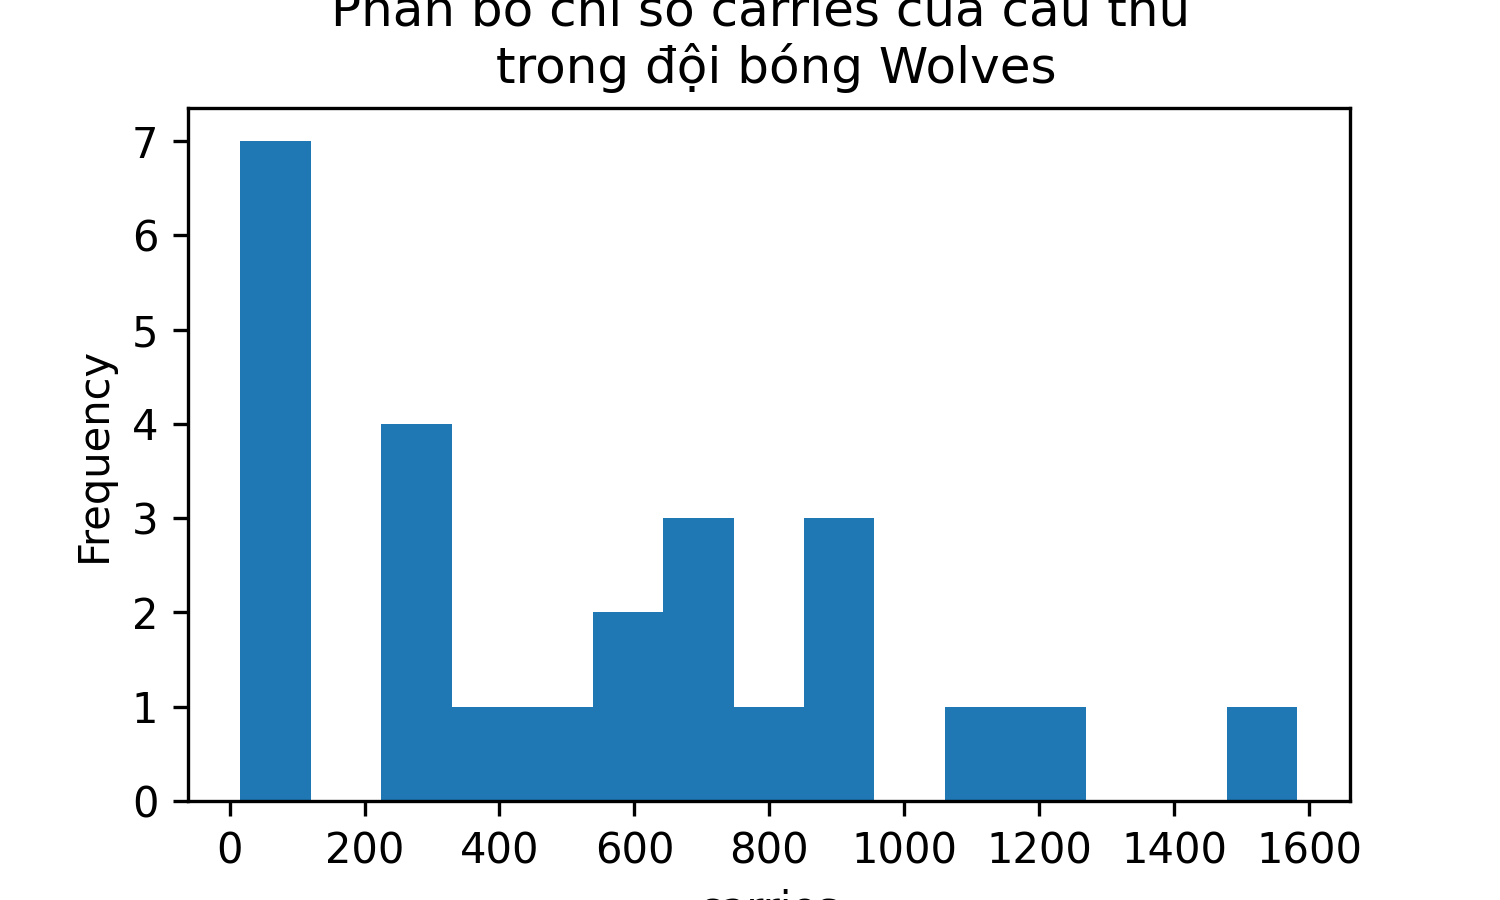 Phân bố chỉ số carries của cầu thủ
trong đội bóng Wolves
7
6
5
4
3
2
1
0
Frequency
0 200 400 600 800 1000 1200 1400 1600
carries